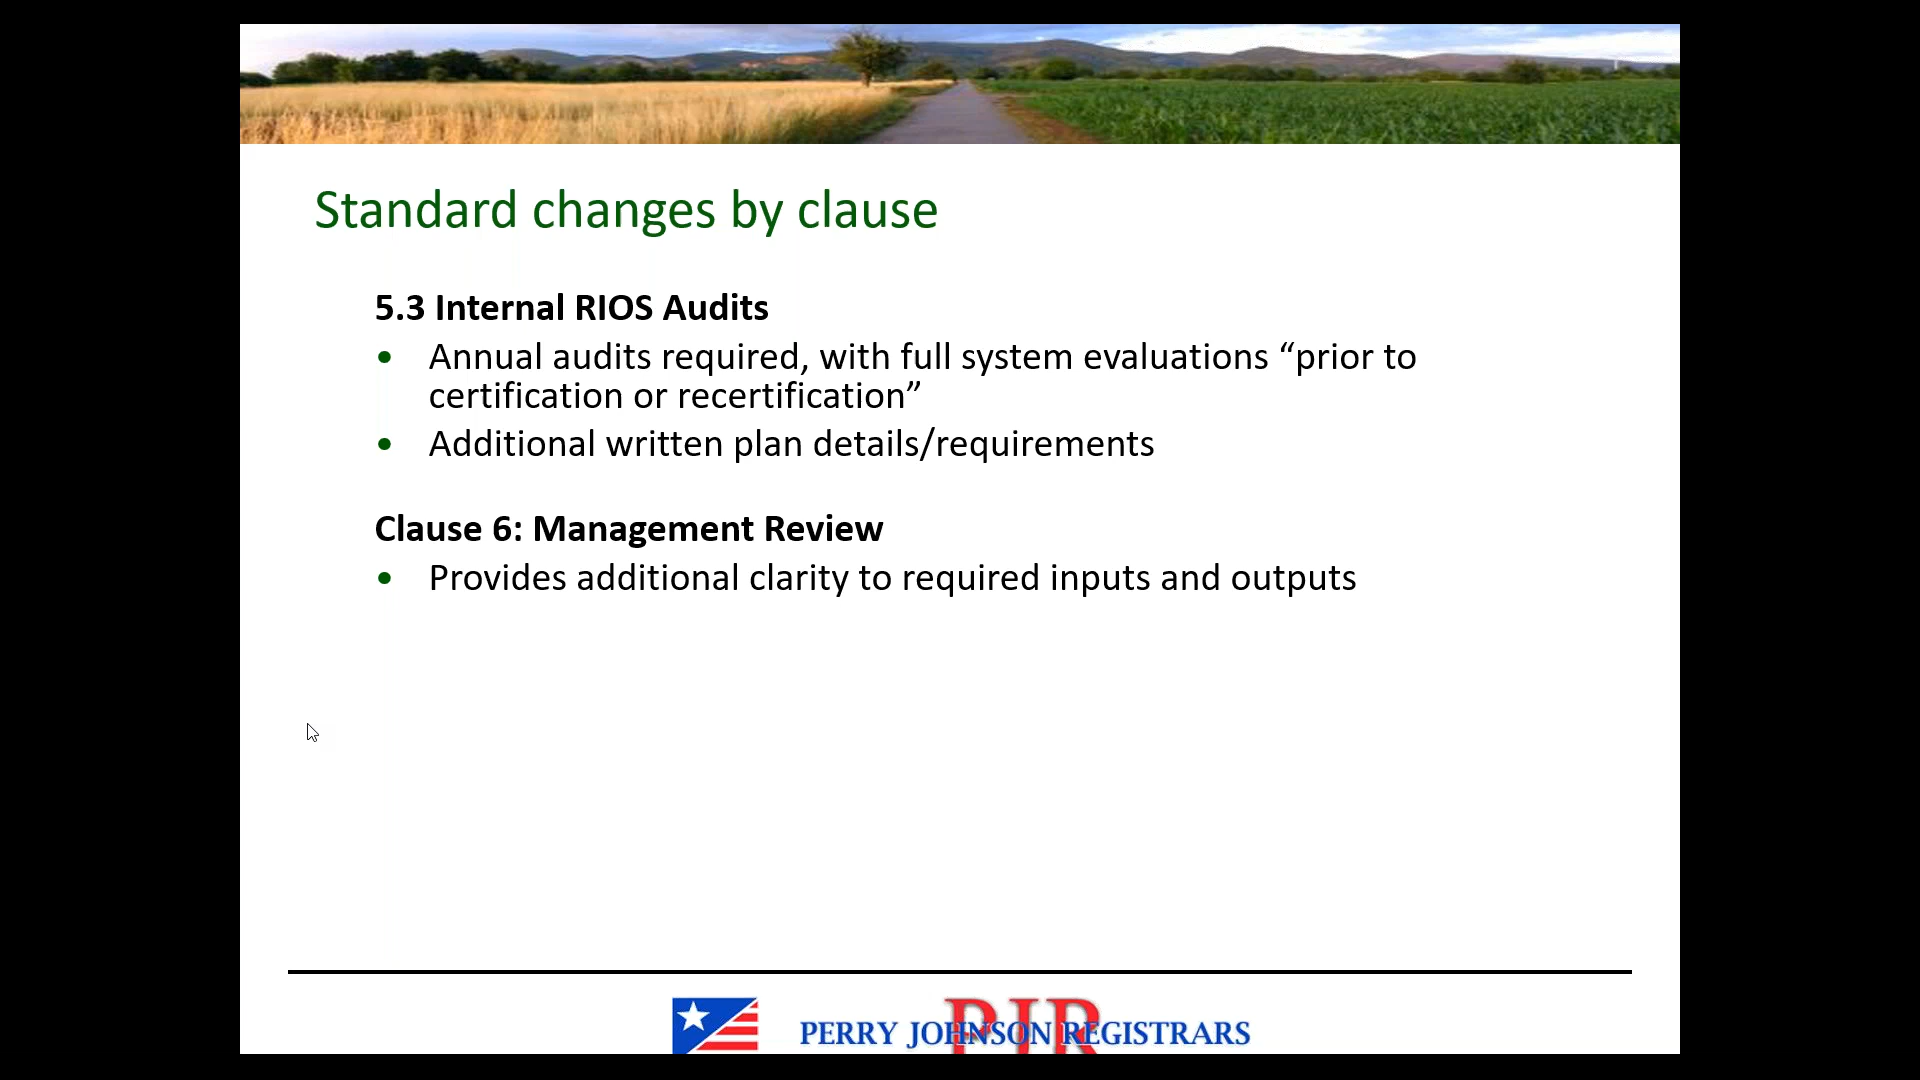 Standard changes by clause
5.3 Internal RIOS Audits
• Annual audits required, with full system evaluations “prior to
certification or recertification”
• Additional written plan details/requirements
Clause 6: Management Review
• Provides additional clarity to required inputs and outputs
PJR
PERRY JOHNSON REGISTRARS